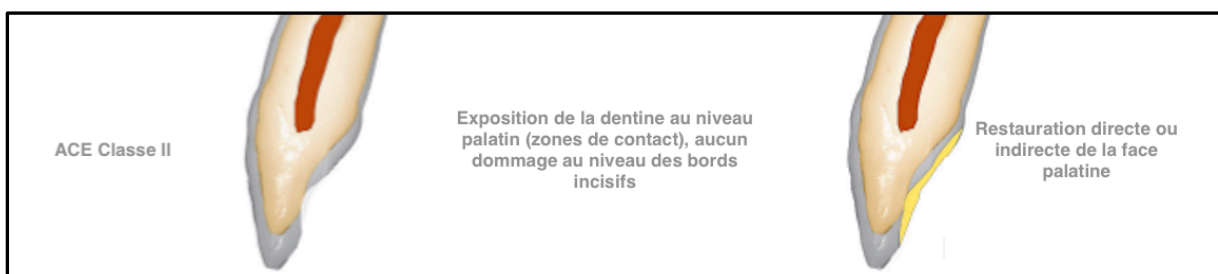 ACE Classe II
Exposition de la dentine au niveau
palatin (zones de contact), aucun
dommage au niveau des bords
incisifs
Restauration directe ou
indirecte de la face
palatine